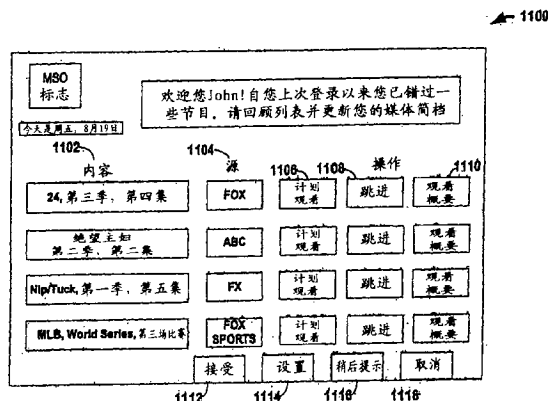 1100
MSO
标志
欢迎您John!自您上次登录以来您已错过一
些节目。请回顾列表并更新您的媒体简档
今天是周五，8月19日
1102
1104
1106
1108
1110
内容
源
操作
24,第三季，第四集
FOX
计划
观看
跳进
观看
概要
绝望主妇
第二季、第二集
ABC
计划
观看
跳进
观看
概要
Nip/Tuck,第一季，第五集
FX
计划
观看
跳进
观看
概要
MLB, World Series,第三场比赛
FOX
SPORTS
计划
观看
跳进
观看
概要
接受
设置
稍后提示
取消
1112
1114
1116
1118